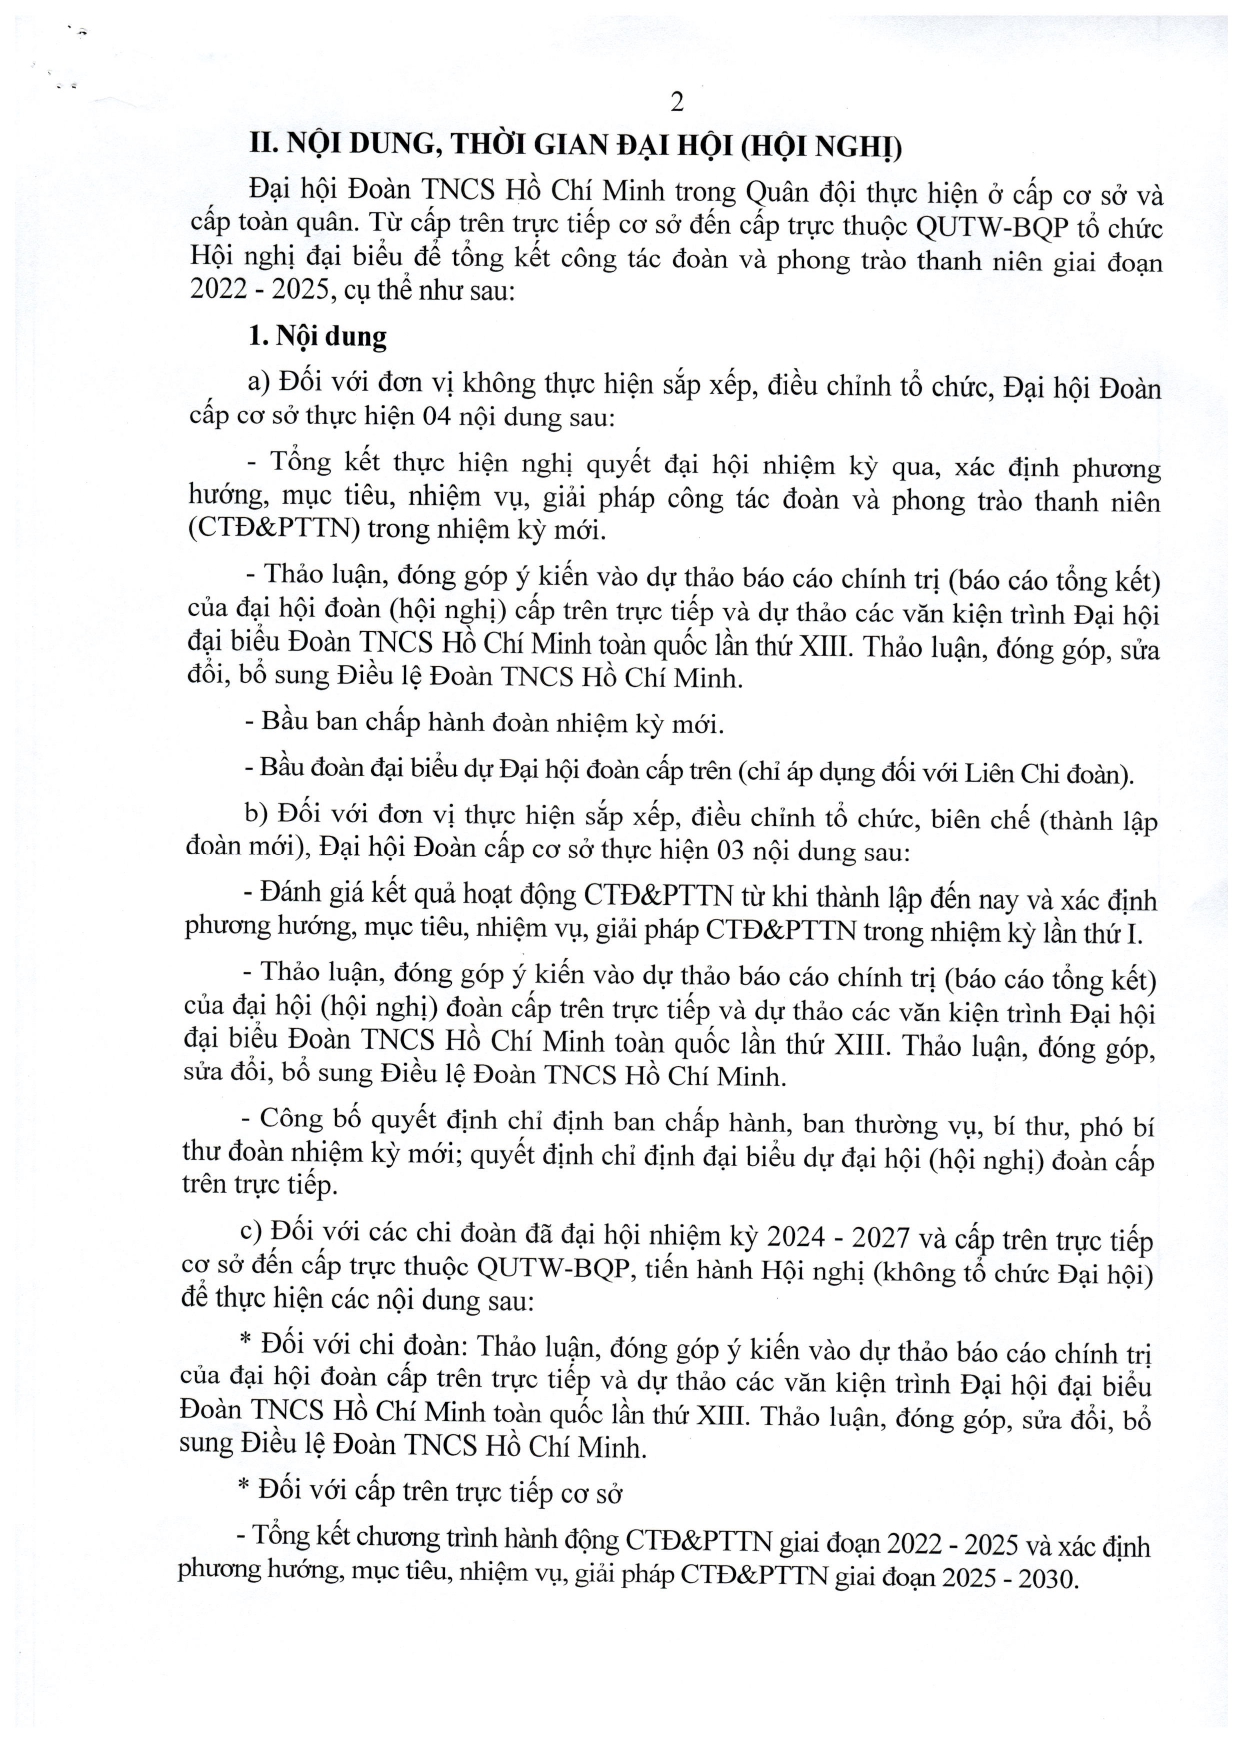 2
II. NỘI DUNG, THỜI GIAN ĐẠI HỘI (HỘI NGHỊ)
Đại hội Đoàn TNCS Hồ Chí Minh trong Quân đội thực hiện ở cấp cơ sở và
cấp toàn quân. Từ cấp trên trực tiếp cơ sở đến cấp trực thuộc QUTW-BQP tổ chức
Hội nghị đại biểu để tổng kết công tác đoàn và phong trào thanh niên giai đoạn
2022 - 2025, cụ thể như sau:
1. Nội dung
a) Đối với đơn vị không thực hiện sắp xếp, điều chỉnh tổ chức, Đại hội Đoàn
cấp cơ sở thực hiện 04 nội dung sau:
- Tổng kết thực hiện nghị quyết đại hội nhiệm kỳ qua, xác định phương
hướng, mục tiêu, nhiệm vụ, giải pháp công tác đoàn và phong trào thanh niên
(CTĐ&PTTN) trong nhiệm kỳ mới.
- Thảo luận, đóng góp ý kiến vào dự thảo báo cáo chính trị (báo cáo tổng kết)
của đại hội đoàn (hội nghị) cấp trên trực tiếp và dự thảo các văn kiện trình Đại hội
đại biểu Đoàn TNCS Hồ Chí Minh toàn quốc lần thứ XIII. Thảo luận, đóng góp, sửa
đổi, bổ sung Điều lệ Đoàn TNCS Hồ Chí Minh.
- Bầu ban chấp hành đoàn nhiệm kỳ mới.
- Bầu đoàn đại biểu dự Đại hội đoàn cấp trên (chỉ áp dụng đối với Liên Chi đoàn).
b) Đối với đơn vị thực hiện sắp xếp, điều chỉnh tổ chức, biên chế (thành lập
đoàn mới), Đại hội Đoàn cấp cơ sở thực hiện 03 nội dung sau:
- Đánh giá kết quả hoạt động CTĐ&PTTN từ khi thành lập đến nay và xác định
phương hướng, mục tiêu, nhiệm vụ, giải pháp CTĐ&PTTN trong nhiệm kỳ lần thứ I.
- Thảo luận, đóng góp ý kiến vào dự thảo báo cáo chính trị (báo cáo tổng kết)
của đại hội (hội nghị) đoàn cấp trên trực tiếp và dự thảo các văn kiện trình Đại hội
đại biểu Đoàn TNCS Hồ Chí Minh toàn quốc lần thứ XIII. Thảo luận, đóng góp,
sửa đổi, bổ sung Điều lệ Đoàn TNCS Hồ Chí Minh.
- Công bố quyết định chỉ định ban chấp hành, ban thường vụ, bí thư, phó bí
thư đoàn nhiệm kỳ mới; quyết định chỉ định đại biểu dự đại hội (hội nghị) đoàn cấp
trên trực tiếp.
c) Đối với các chi đoàn đã đại hội nhiệm kỳ 2024 - 2027 và cấp trên trực tiếp
cơ sở đến cấp trực thuộc QUTW-BQP, tiến hành Hội nghị (không tổ chức Đại hội)
để thực hiện các nội dung sau:
* Đối với chi đoàn: Thảo luận, đóng góp ý kiến vào dự thảo báo cáo chính trị
của đại hội đoàn cấp trên trực tiếp và dự thảo các văn kiện trình Đại hội đại biểu
Đoàn TNCS Hồ Chí Minh toàn quốc lần thứ XIII. Thảo luận, đóng góp, sửa đổi, bổ
sung Điều lệ Đoàn TNCS Hồ Chí Minh.
* Đối với cấp trên trực tiếp cơ sở
- Tổng kết chương trình hành động CTĐ&PTTN giai đoạn 2022 - 2025 và xác định
phương hướng, mục tiêu, nhiệm vụ, giải pháp CTĐ&PTTN giai đoạn 2025 - 2030.